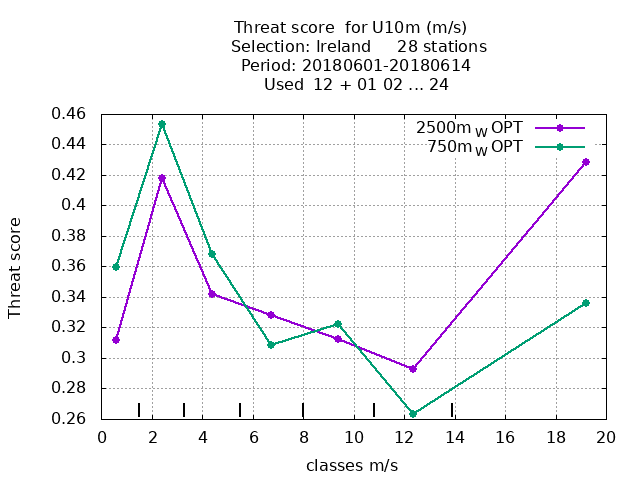 Threat score  for U10m (m/s)
Selection: Ireland     28 stations
Period: 20180601-20180614
Used  12 + 01 02 ... 24
2500m W OPT
750m W OPT
Threat score
0.46
0.44
0.42
0.4
0.38
0.36
0.34
0.32
0.3
0.28
0.26
0 2 4 6 8 10 12 14 16 18 20
classes m/s